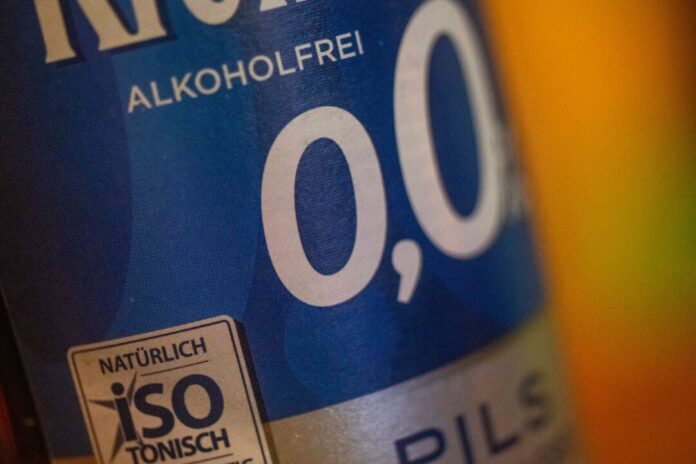 ALKOHOLFREI
0,0
NATÜRLICH
ISO
TONISCH
PILS